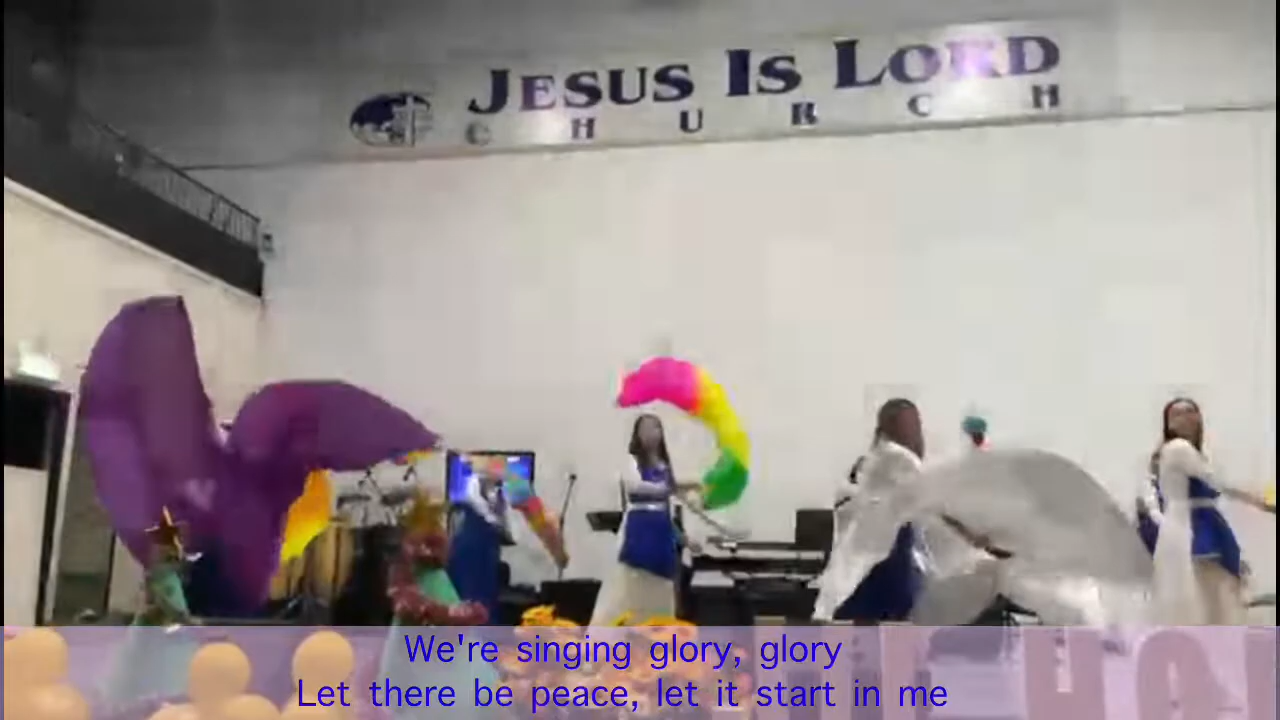 JESUS IS LORD
CHURCH
We're singing glory, glory
Let there be peace, let it start in me